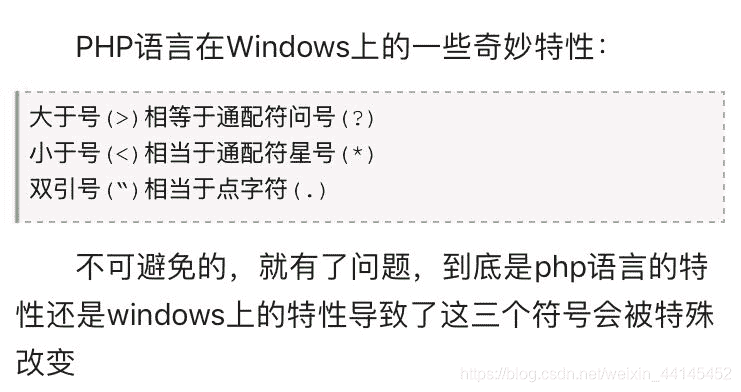 PHP语言在Windows上的一些奇妙特性：
大于号(>)相等于通配符问号(?)
小于号(<)相当于通配符星号(*)
双引号(“)相当于点字符(.)
不可避免的，就有了问题，到底是php语言的特
性还是windows上的特性导致了这三个符号会被特殊
改变
https://blog.csdn.net/weixin_44145452